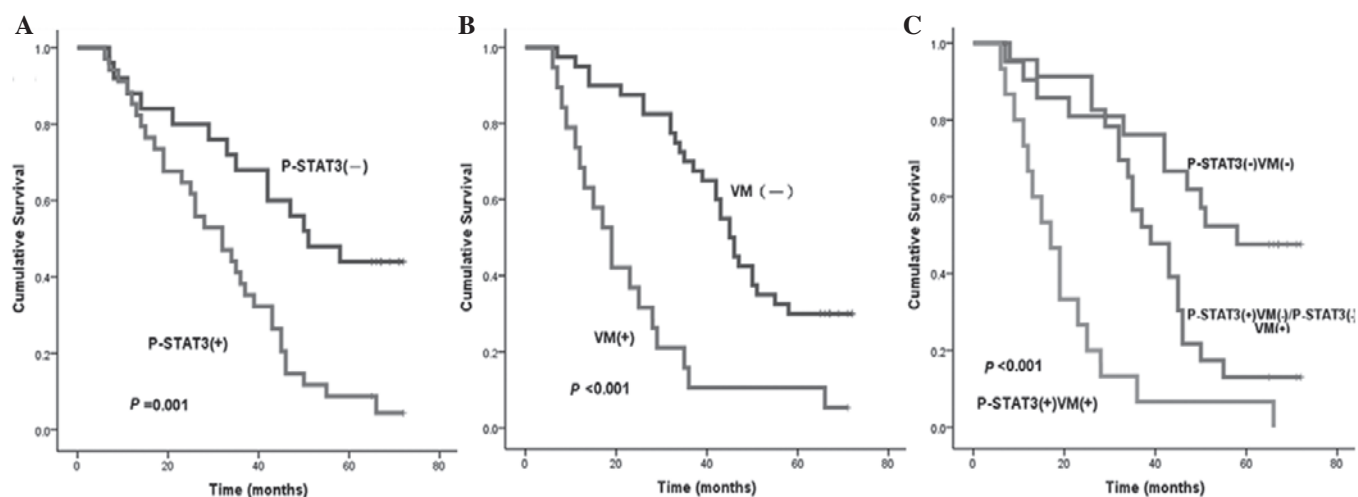 A
Cumulative Survival
1.0
0.8
0.6
0.4
0.2
0.0
P-STAT3(—)
P-STAT3(+)
P =0.001
0 20 40 60 80
Time (months)
B
Cumulative Survival
1.0
0.8
0.6
0.4
0.2
0.0
VM (—)
VM(+)
P <0.001
0 20 40 60 80
Time (months)
C
Cumulative Survival
1.0
0.8
0.6
0.4
0.2
0.0
P-STAT3(-)VM(-)
P-STAT3(+)VM(-)/P-STAT3(-)
VM(+)
P <0.001
P-STAT3(+)VM(+)
0 20 40 60 80
Time (months)